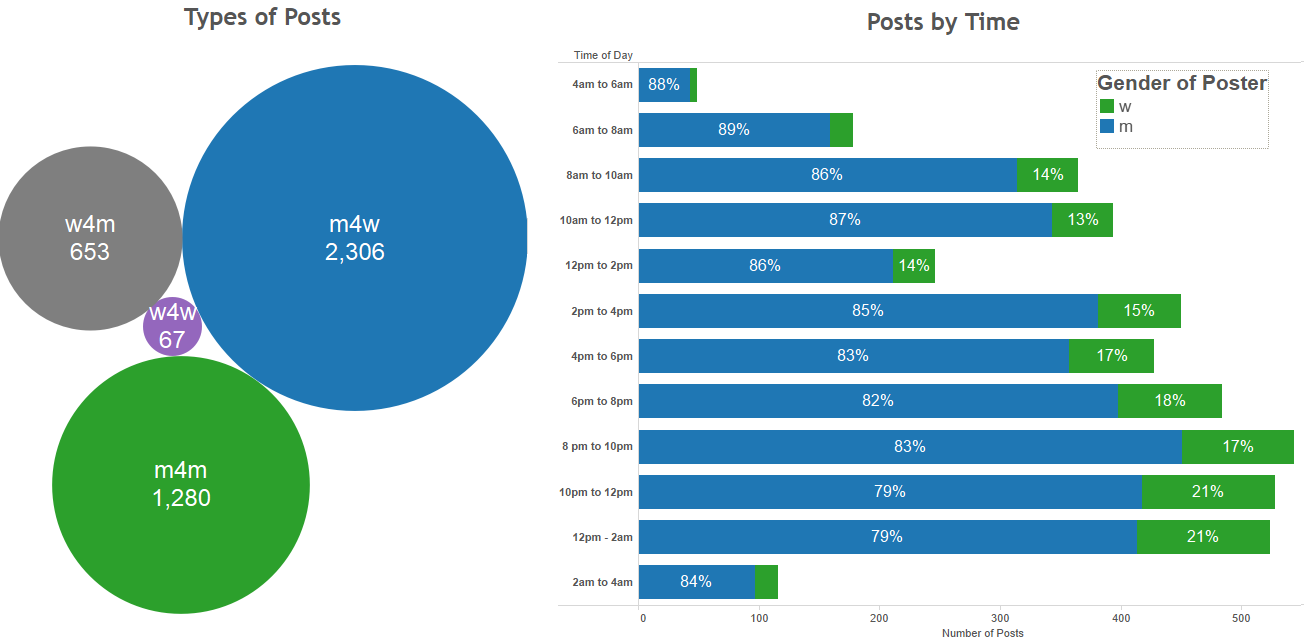 Types of Posts
w4m
653
m4w
2,306
w4w
67
m4m
1,280
Posts by Time
Time of Day
Gender of Poster
w
m
4am to 6am 88%
6am to 8am 89%
8am to 10am 86% 14%
10am to 12pm 87% 13%
12pm to 2pm 86% 14%
2pm to 4pm 85% 15%
4pm to 6pm 83% 17%
6pm to 8pm 82% 18%
8 pm to 10pm 83% 17%
10pm to 12pm 79% 21%
12pm - 2am 79% 21%
2am to 4am 84%
0 100 200 300 400 500
Number of Posts